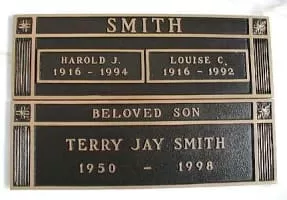 SMITH
HAROLD J. LOUISE C.
1916 - 1994 1916 - 1992
BELOVED SON
TERRY JAY SMITH
1950 - 1998